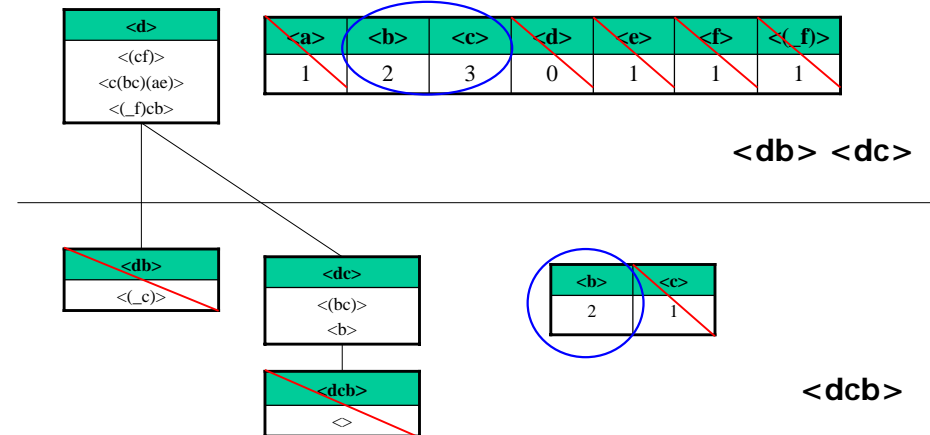 <d>
<(cf)>
<c(bc)(ae)>
<(_f)cb>
<a> <b> <c> <d> <e> <f> <(_f)>
1 2 3 0 1 1 1
<db> <dc>
<db>
<(_c)>
<dc>
<(bc)>
<b>
<b> <c>
2 1
<dcb>
<>
<dcb>